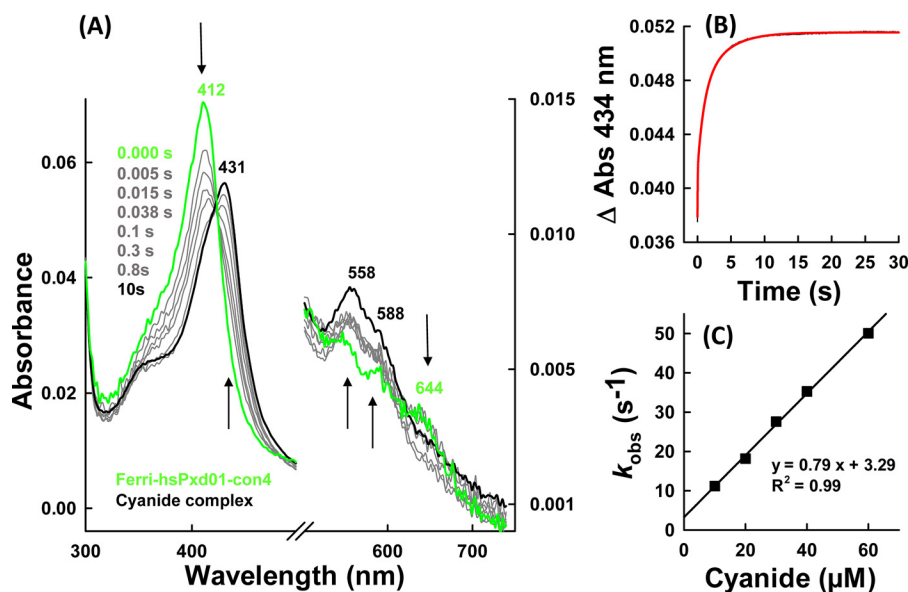 (A)
412
431
0.000 s
0.005 s
0.015 s
0.038 s
0.1 s
0.3 s
0.8s
10s
558
588
644
Ferri-hsPxd01-con4
Cyanide complex
Absorbance
0.06
0.04
0.02
0.00
0.015
0.010
0.005
0.001
300
400
600
700
Wavelength (nm)
(B)
Δ Abs 434 nm
0.052
0.048
0.044
0.040
0.036
0 5 10 15 20 25 30
Time (s)
(C)
kobs (s-1)
60
50
40
30
20
10
0
y = 0.79 x + 3.29
R² = 0.99
0 20 40 60
Cyanide (µM)